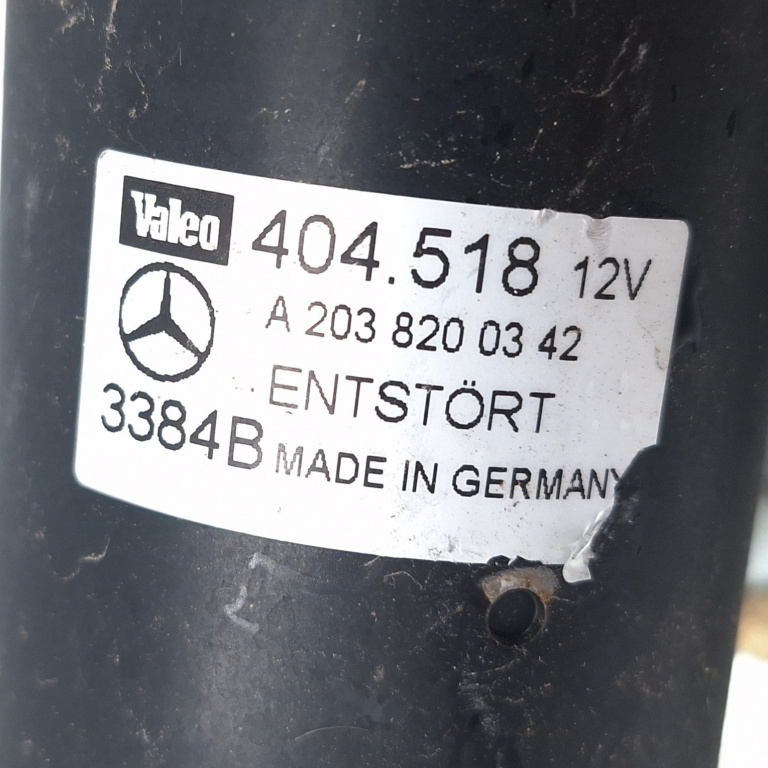 Valeo 404.518 12V
A 203 820 03 42
ENTSTÖRT
3384B MADE IN GERMANY